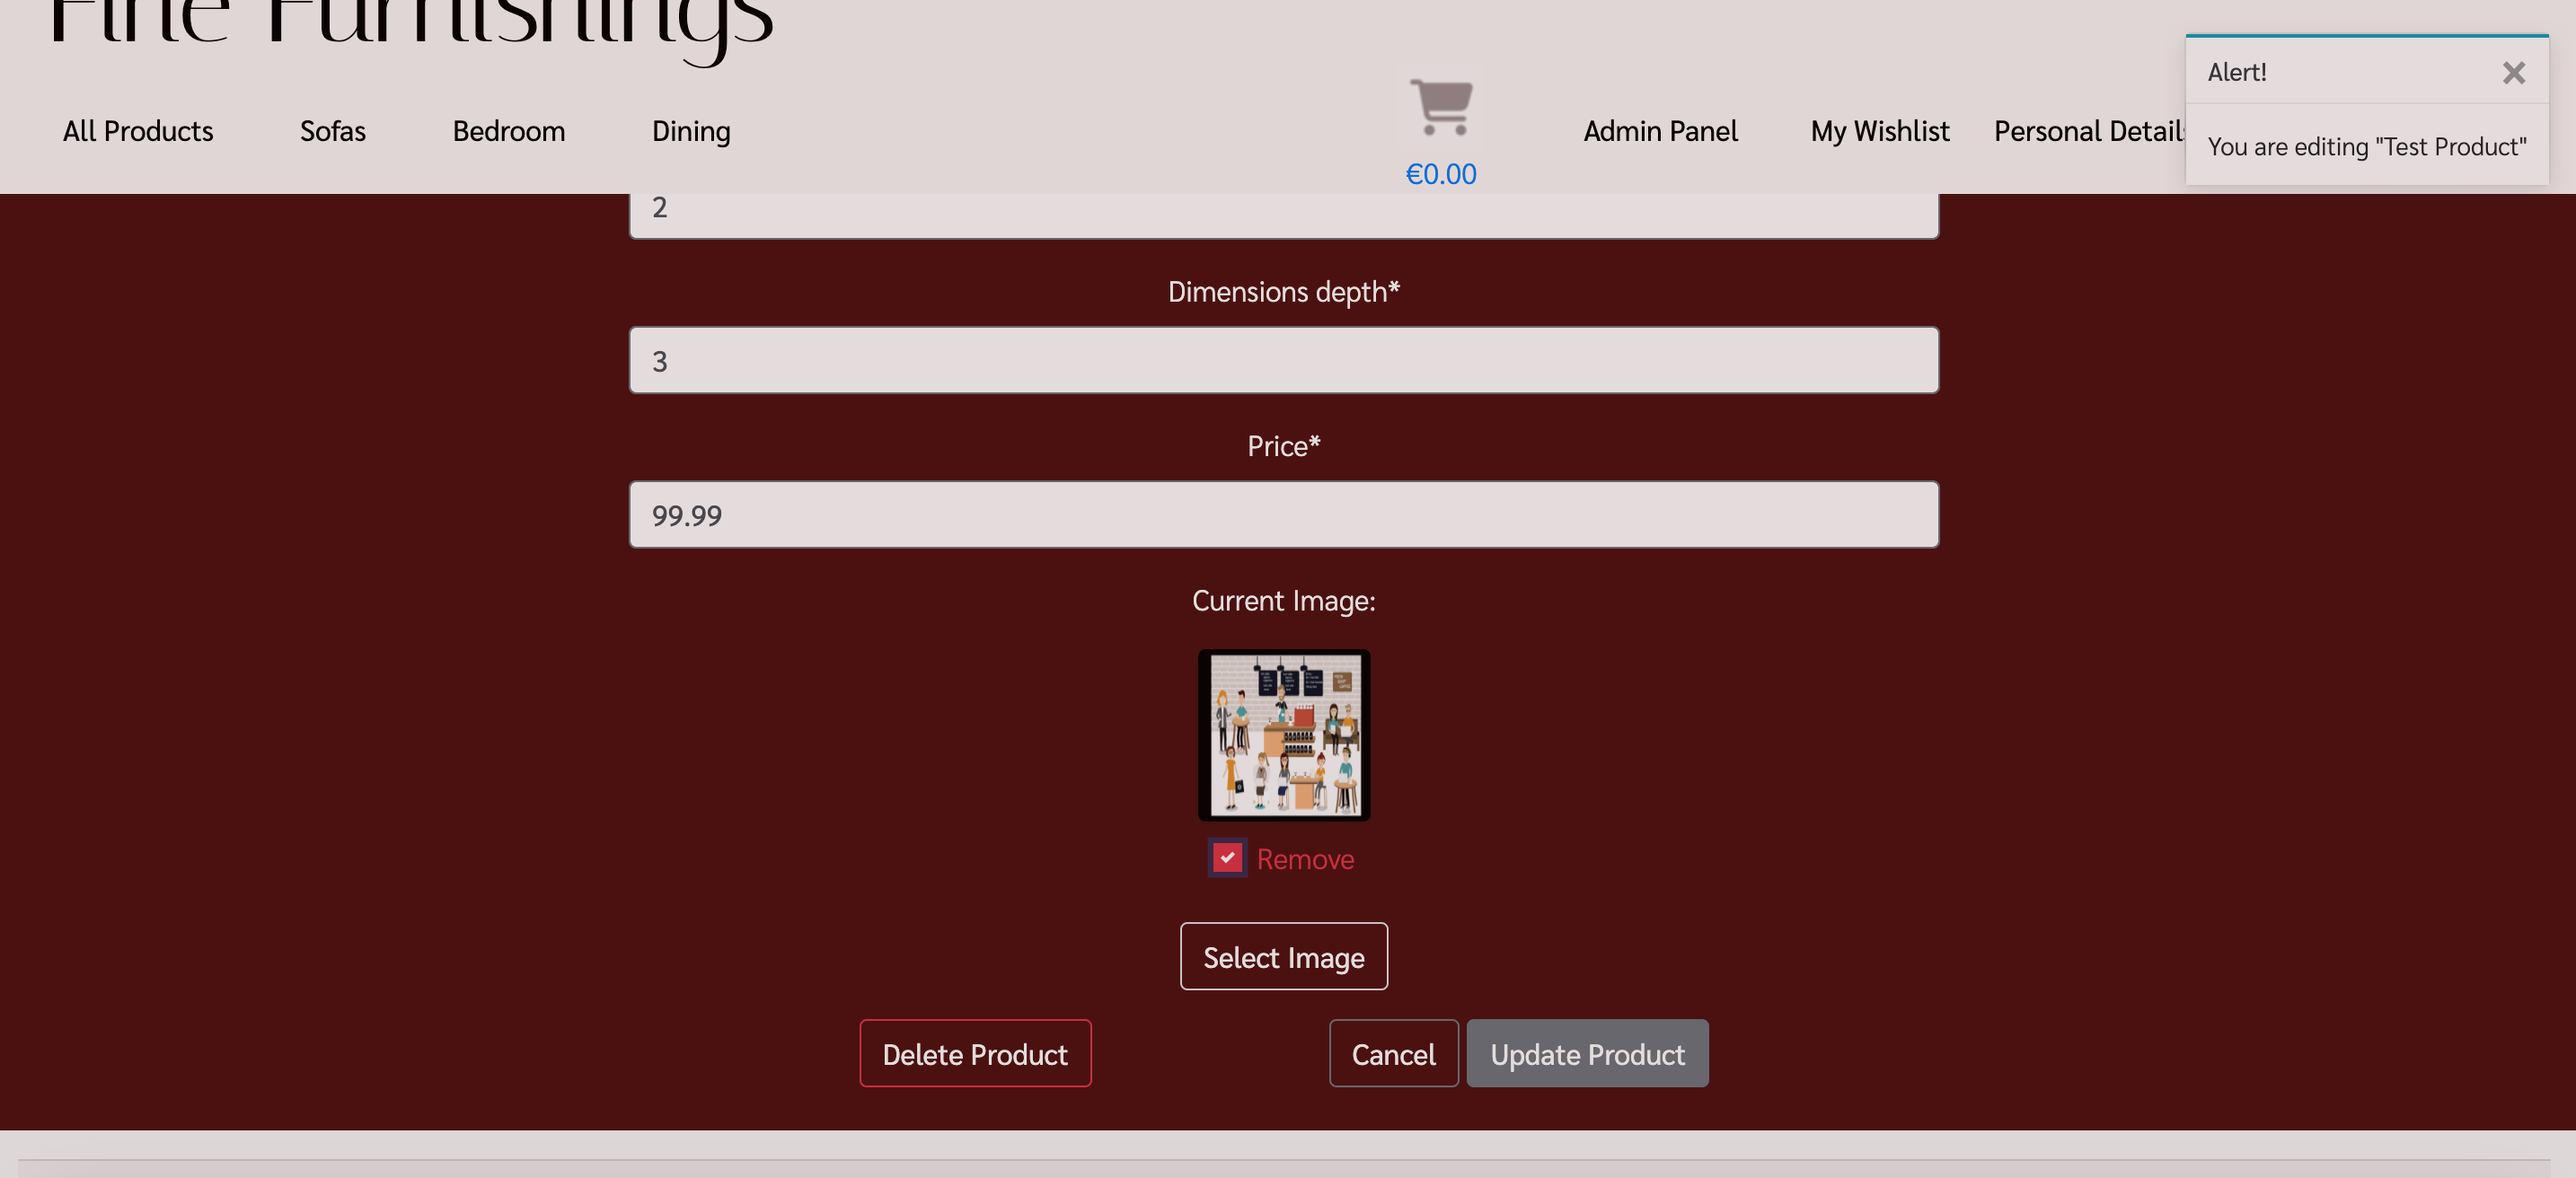 Fine Furnishings
All Products Sofas Bedroom Dining €0.00 Admin Panel My Wishlist Personal Details
Alert!
You are editing "Test Product"
2
Dimensions depth*
3
Price*
99.99
Current Image:
Remove
Select Image
Delete Product Cancel Update Product